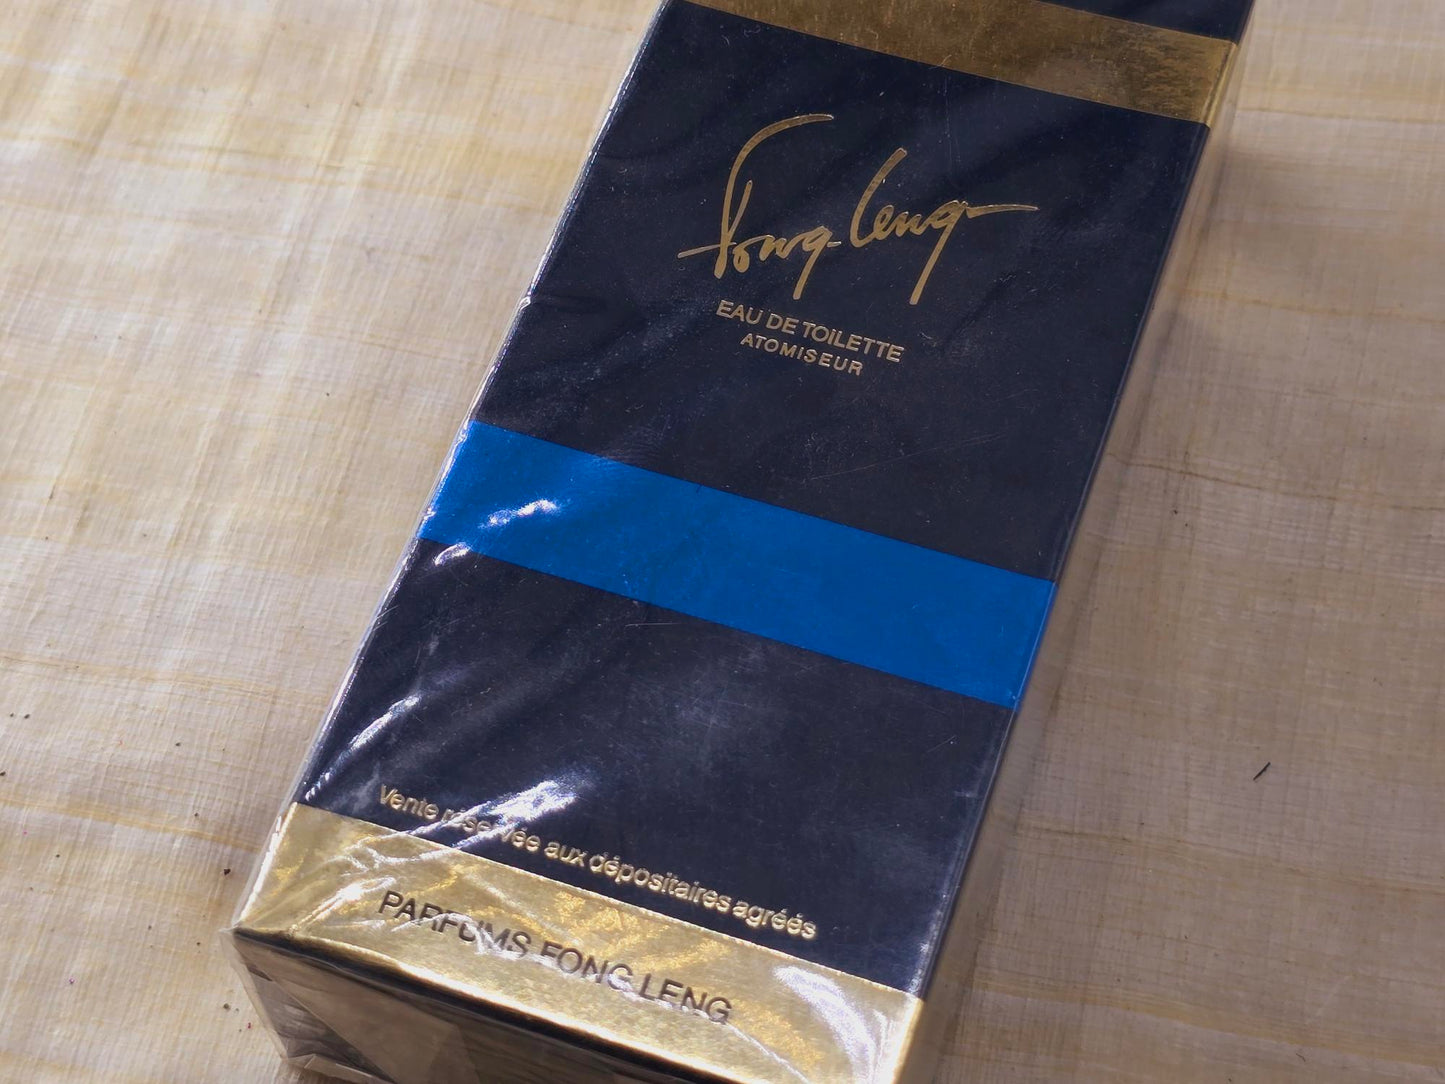 Fong-Leng
EAU DE TOILETTE
ATOMISEUR
Vente réservée aux dépositaires agréés
PARFUMS FONG LENG